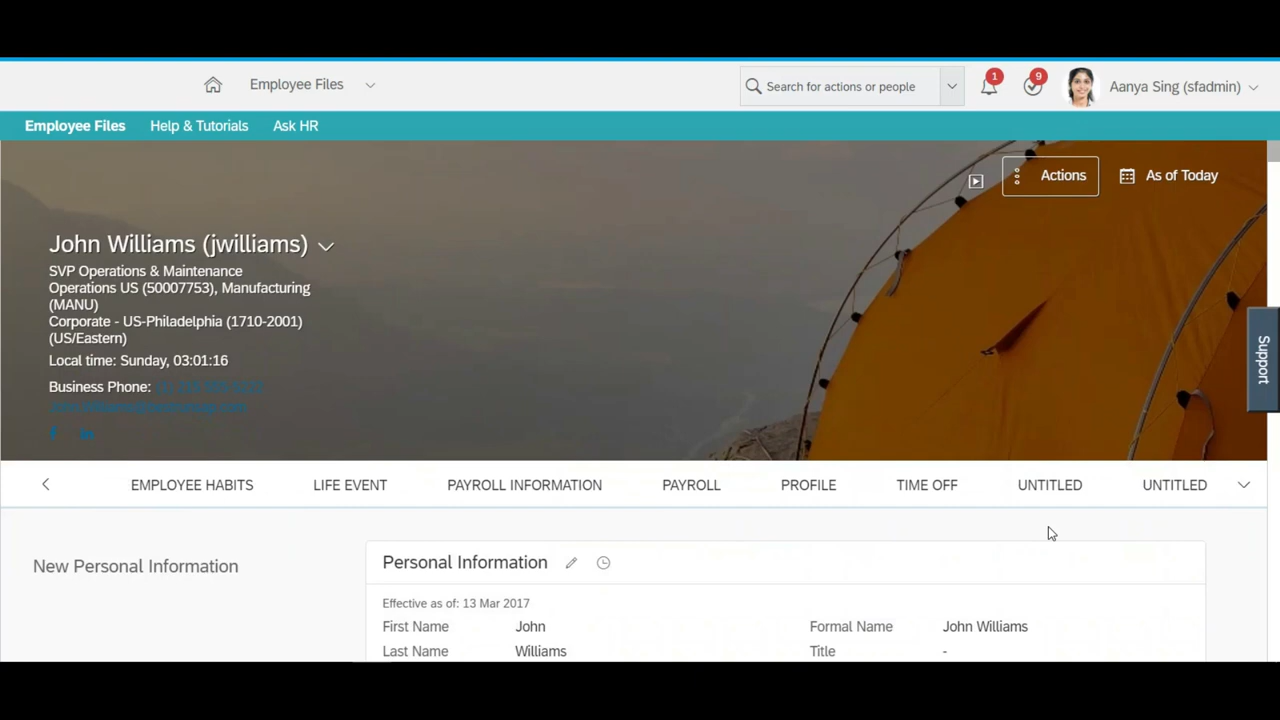 Employee Files
Search for actions or people
1
9
Aanya Sing (sfadmin)
Employee Files Help & Tutorials Ask HR
Actions
As of Today
John Williams (jwilliams)
SVP Operations & Maintenance
Operations US (50007753), Manufacturing
(MANU)
Corporate - US-Philadelphia (1710-2001)
(US/Eastern)
Local time: Sunday, 03:01:16
Business Phone:
Support
EMPLOYEE HABITS LIFE EVENT PAYROLL INFORMATION PAYROLL PROFILE TIME OFF UNTITLED UNTITLED
New Personal Information
Personal Information
Effective as of: 13 Mar 2017
First Name John Formal Name John Williams
Last Name Williams Title -